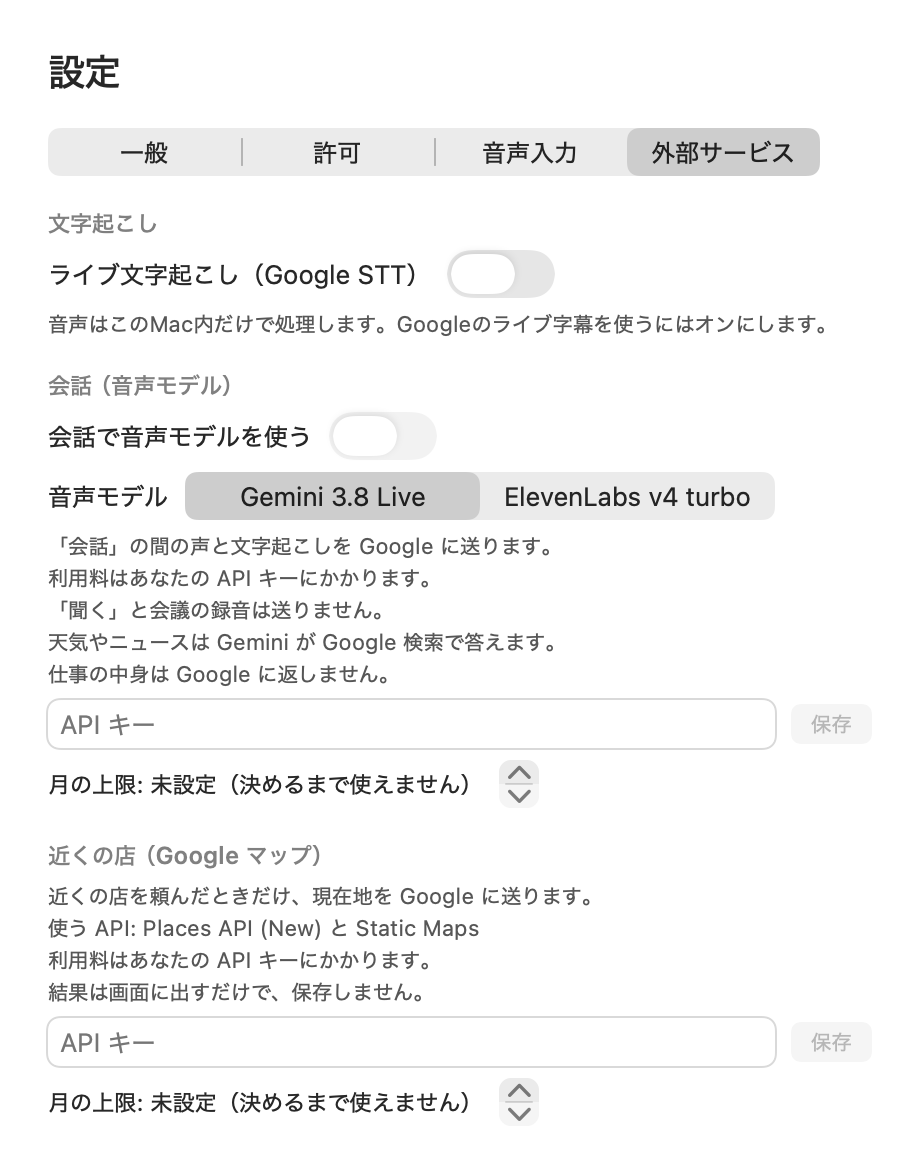 設定
一般 許可 音声入力 外部サービス
文字起こし
ライブ文字起こし（Google STT）
音声はこのMac内だけで処理します。Googleのライブ字幕を使うにはオンにします。
会話（音声モデル）
会話で音声モデルを使う
音声モデル Gemini 3.8 Live ElevenLabs v4 turbo
「会話」の間の声と文字起こしを Google に送ります。
利用料はあなたの API キーにかかります。
「聞く」と会議の録音は送りません。
天気やニュースは Gemini が Google 検索で答えます。
仕事の中身は Google に返しません。
API キー 保存
月の上限: 未設定（決めるまで使えません）
近くの店（Google マップ）
近くの店を頼んだときだけ、現在地を Google に送ります。
使う API: Places API (New) と Static Maps
利用料はあなたの API キーにかかります。
結果は画面に出すだけで、保存しません。
API キー 保存
月の上限: 未設定（決めるまで使えません）